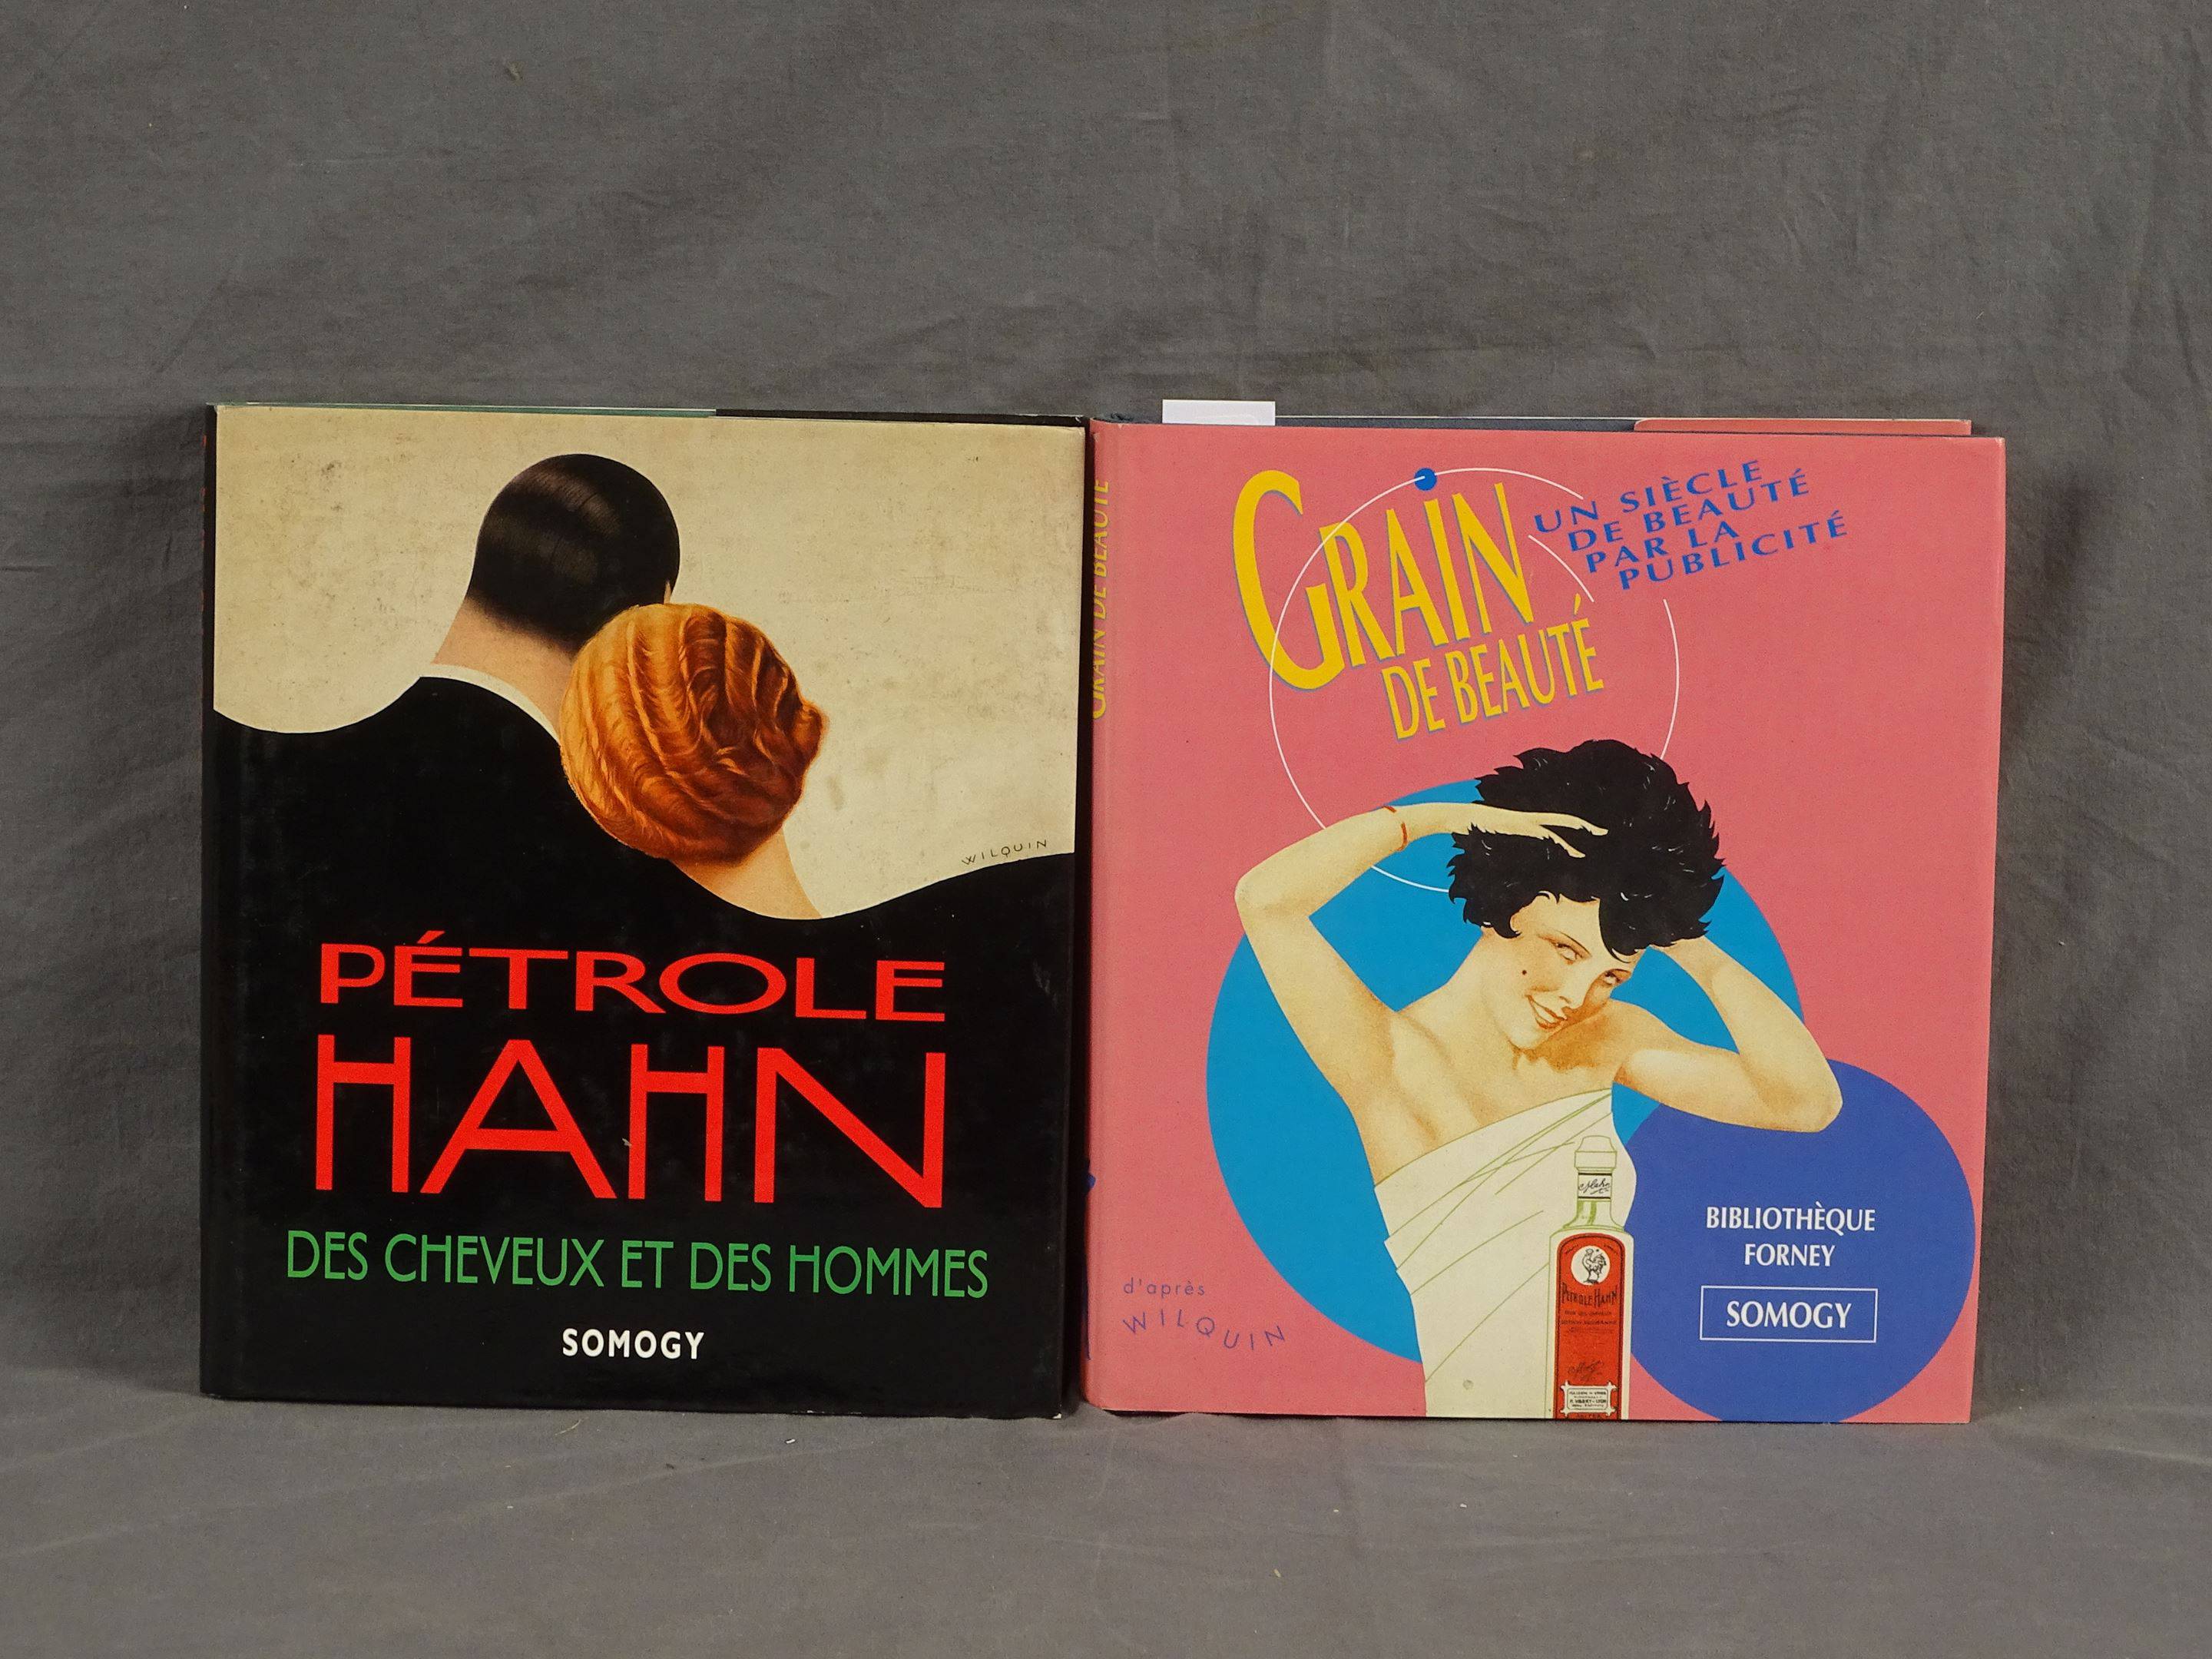 WILQUIN
PÉTROLE
HAHN
DES CHEVEUX ET DES HOMMES
SOMOGY
GRAIN DE BEAUTÉ
GRAIN
DE BEAUTÉ
UN SIÈCLE
DE BEAUTÉ
PAR LA
PUBLICITÉ
d'après
WILQUIN
PETROLE HAHN
BIBLIOTHÈQUE
FORNEY
SOMOGY